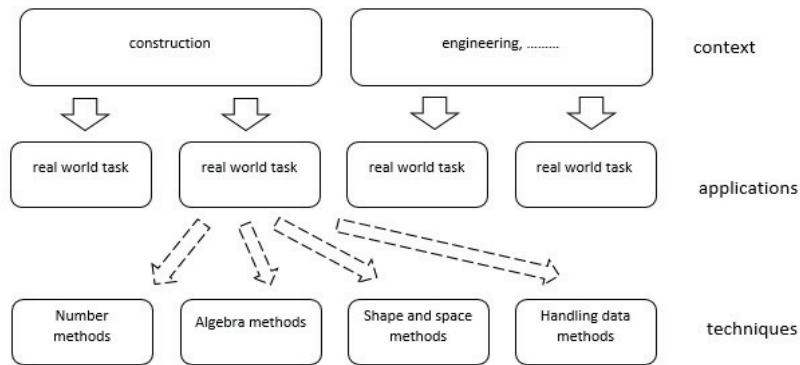 construction
engineering, .........
context
real world task
real world task
real world task
real world task
applications
Number
methods
Algebra methods
Shape and space
methods
Handling data
methods
techniques